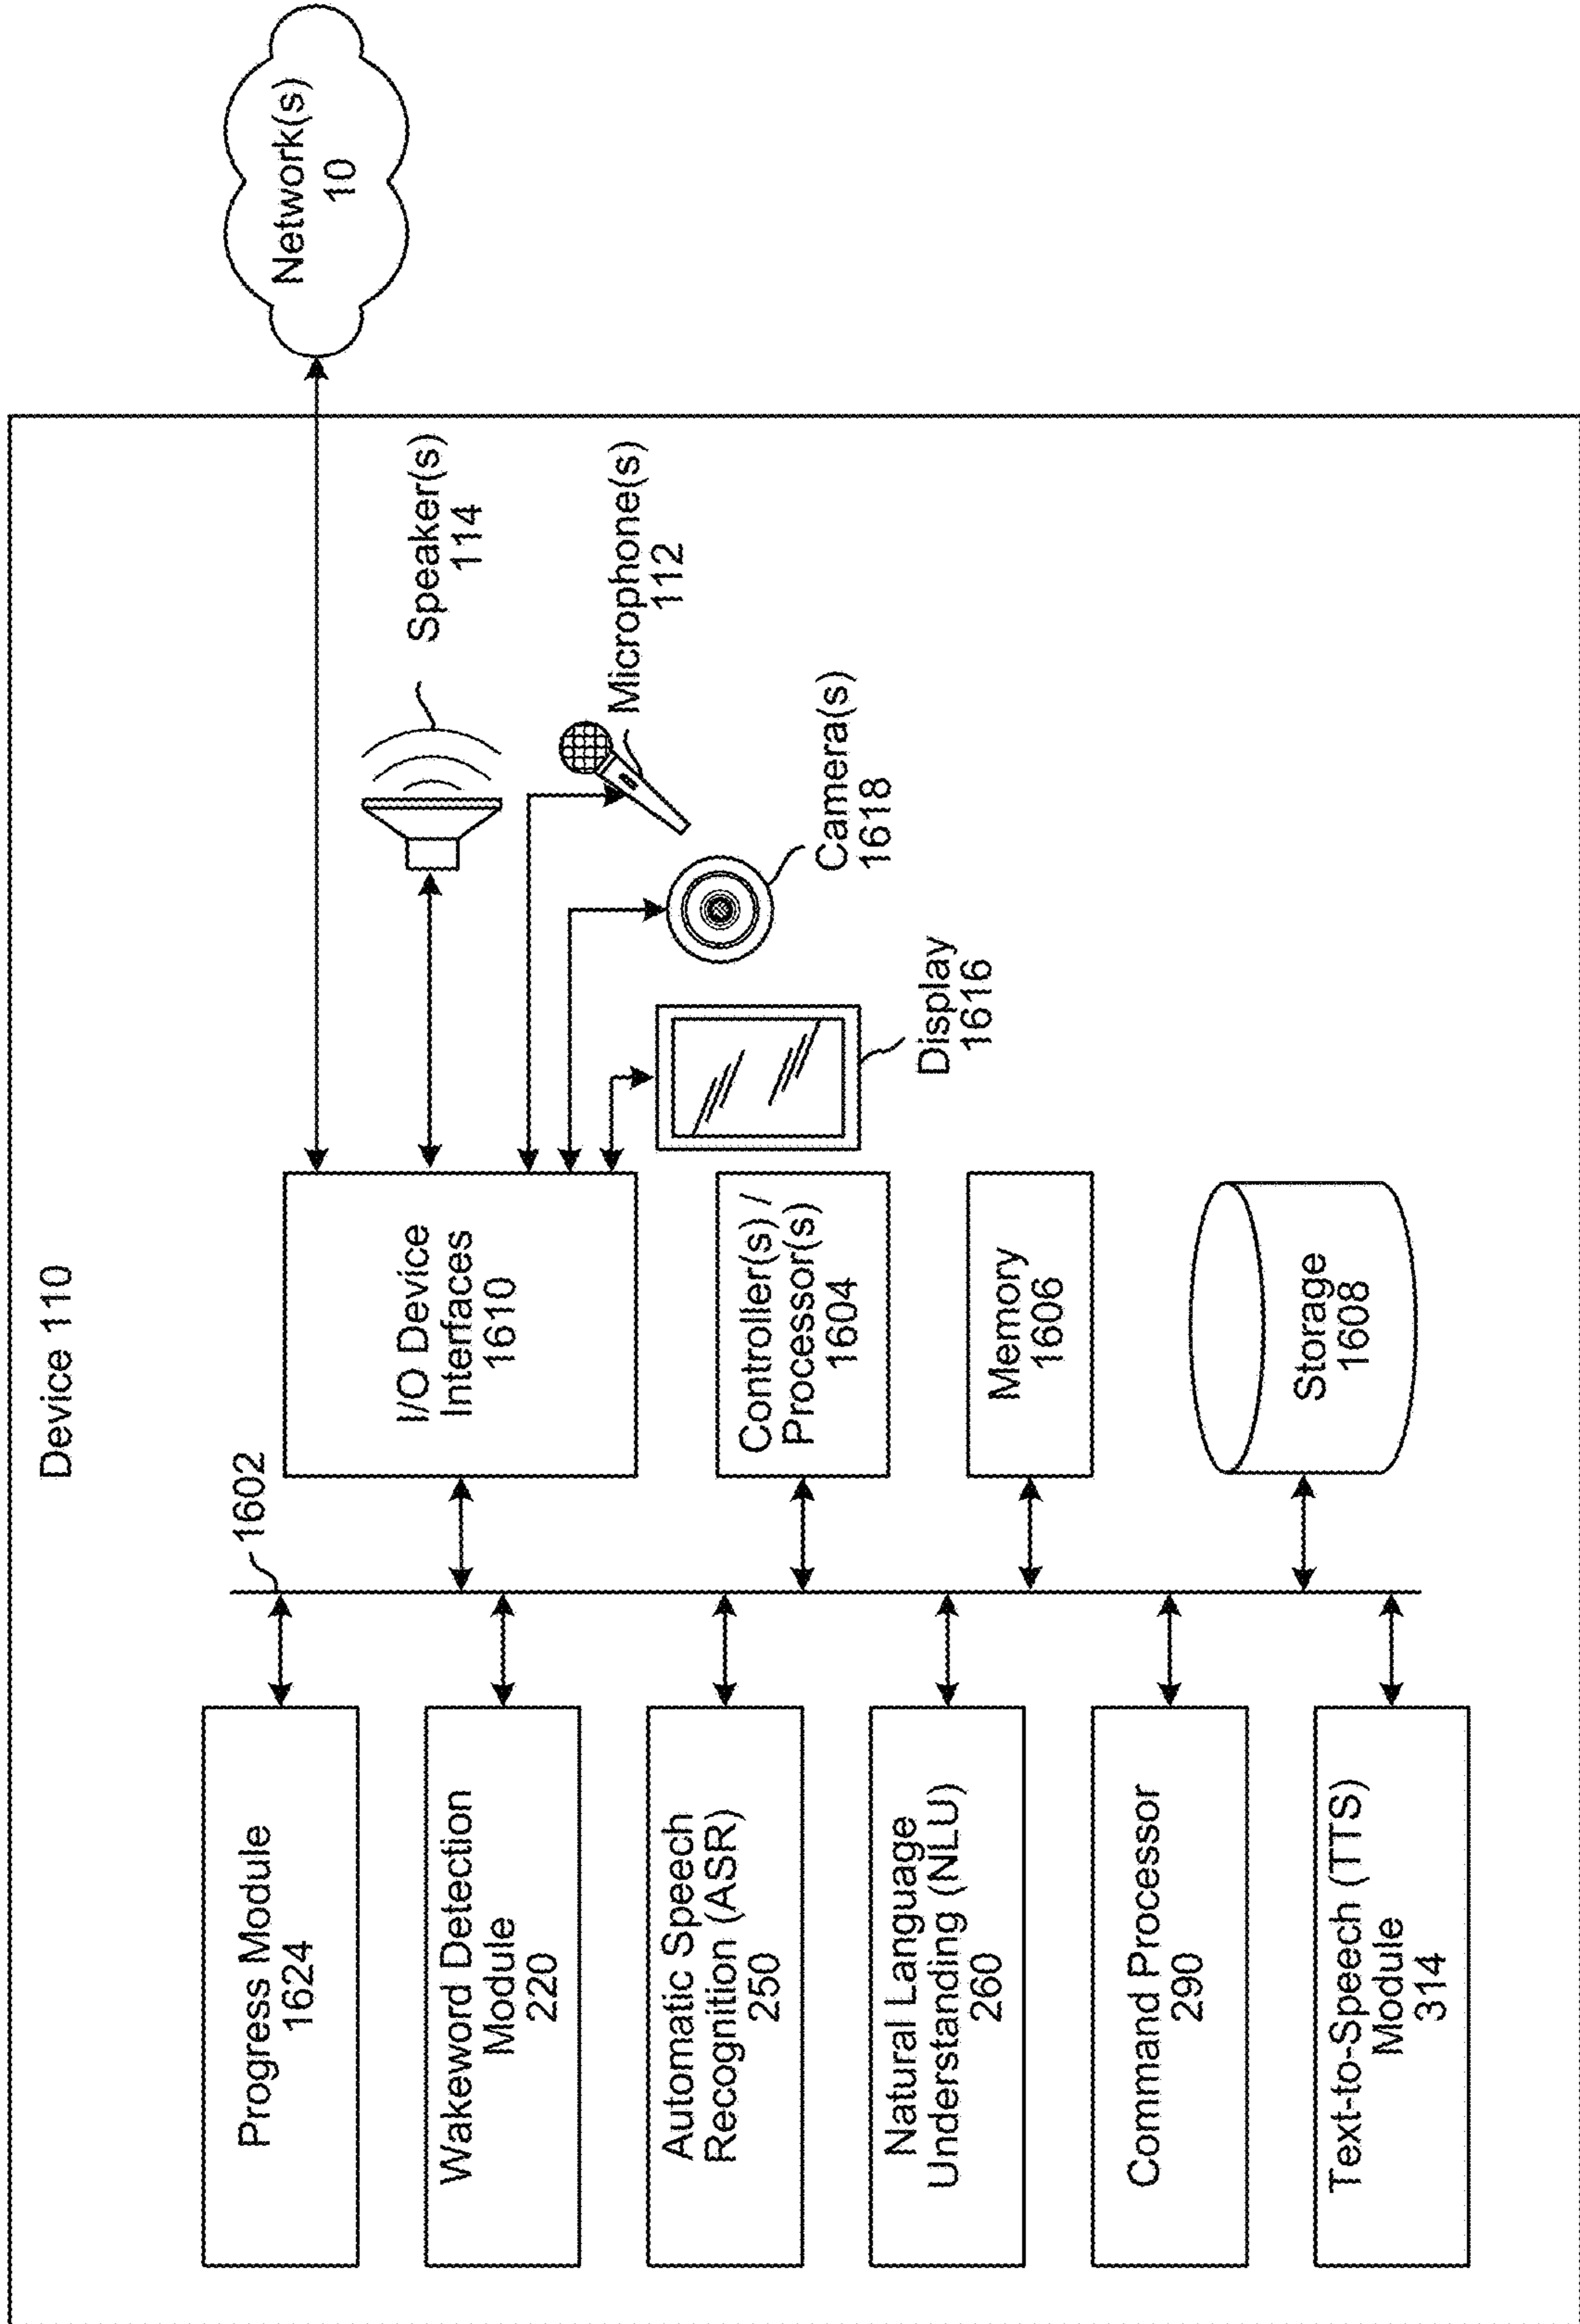 Device 110
Progress Module
1624
Wakeword Detection
Module
220
Automatic Speech
Recognition (ASR)
250
Natural Language
Understanding (NLU)
260
Command Processor
290
Text-to-Speech (TTS)
Module
314
1602
I/O Device
Interfaces
1610
Controller(s) /
Processor(s)
1604
Memory
1606
Storage
1608
Speaker(s)
114
Microphone(s)
112
Camera(s)
1618
Display
1616
Network(s)
10